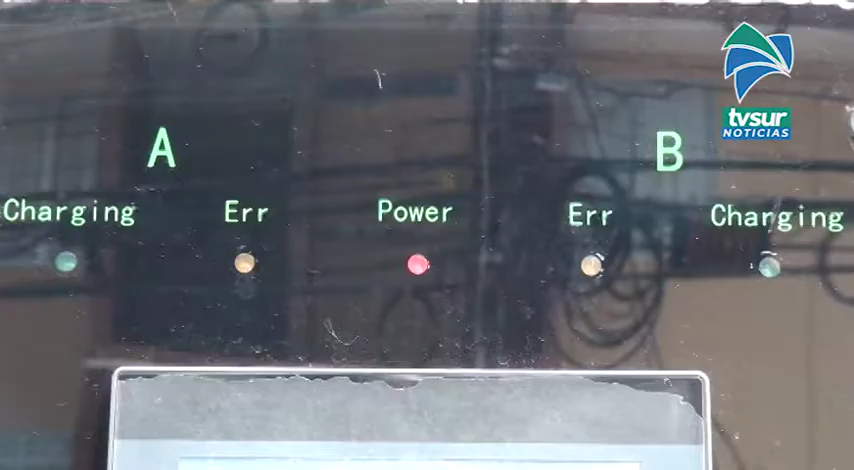 tvsur
NOTICIAS
A
B
Charging
Err
Power
Err
Charging